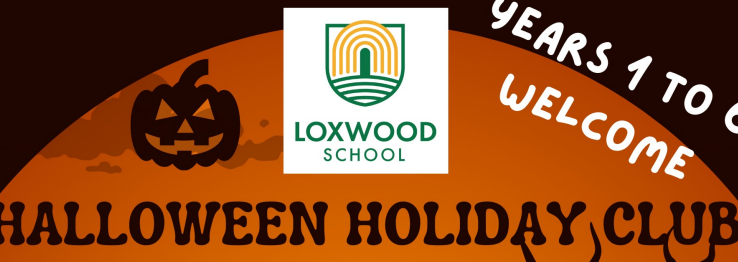 YEARS 1 TO
WELCOME
LOXWOOD
SCHOOL
HALLOWEEN HOLIDAY CLUB